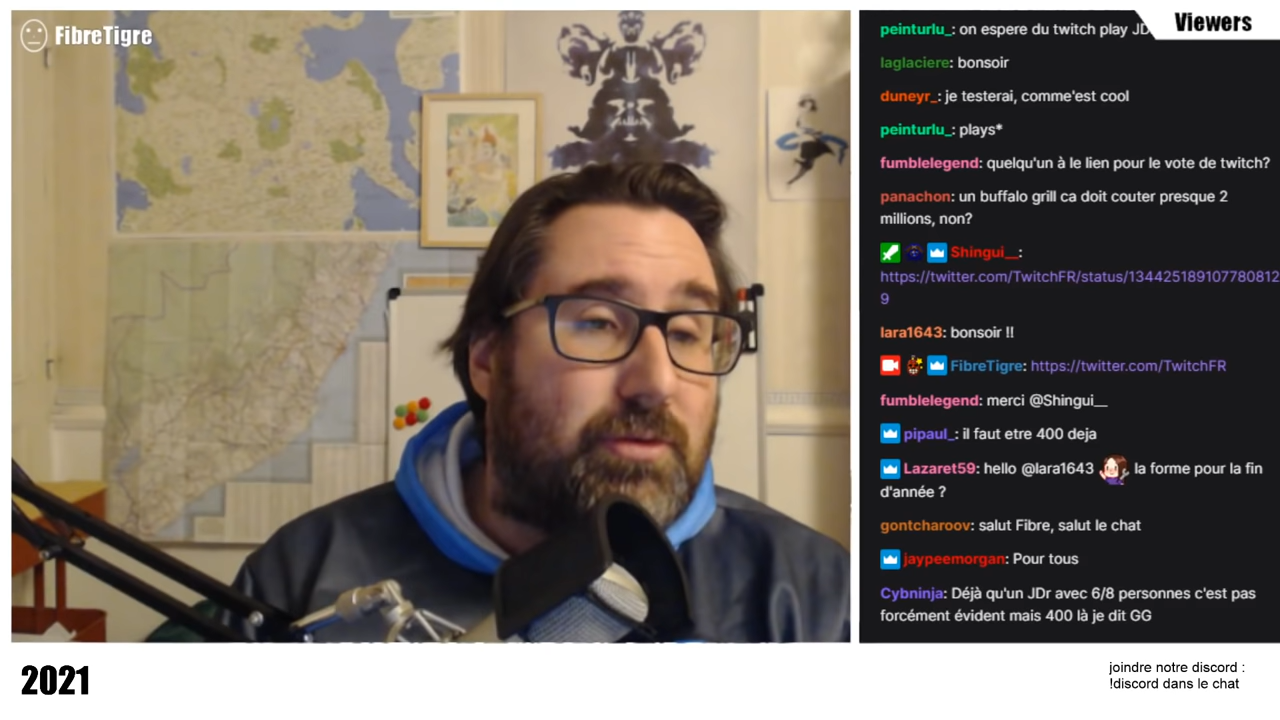 FibreTigre
Viewers
peinturlu_: on espere du twitch play JD
laglaciere: bonsoir
duneyr_: je testerai, comme'est cool
peinturlu_: plays*
fumblelegend: quelqu'un à le lien pour le vote de twitch?
panachon: un buffalo grill ca doit couter presque 2
millions, non?
Shingui__:
https://twitter.com/TwitchFR/status/134425189107780812
9
lara1643: bonsoir !!
FibreTigre: https://twitter.com/TwitchFR
fumblelegend: merci @Shingui__
pipaul_: il faut etre 400 deja
Lazaret59: hello @lara1643 la forme pour la fin
d'année ?
gontcharoov: salut Fibre, salut le chat
jaypeemorgan: Pour tous
Cybninja: Déjà qu'un JDr avec 6/8 personnes c'est pas
forcément évident mais 400 là je dit GG
2021
joindre notre discord :
!discord dans le chat